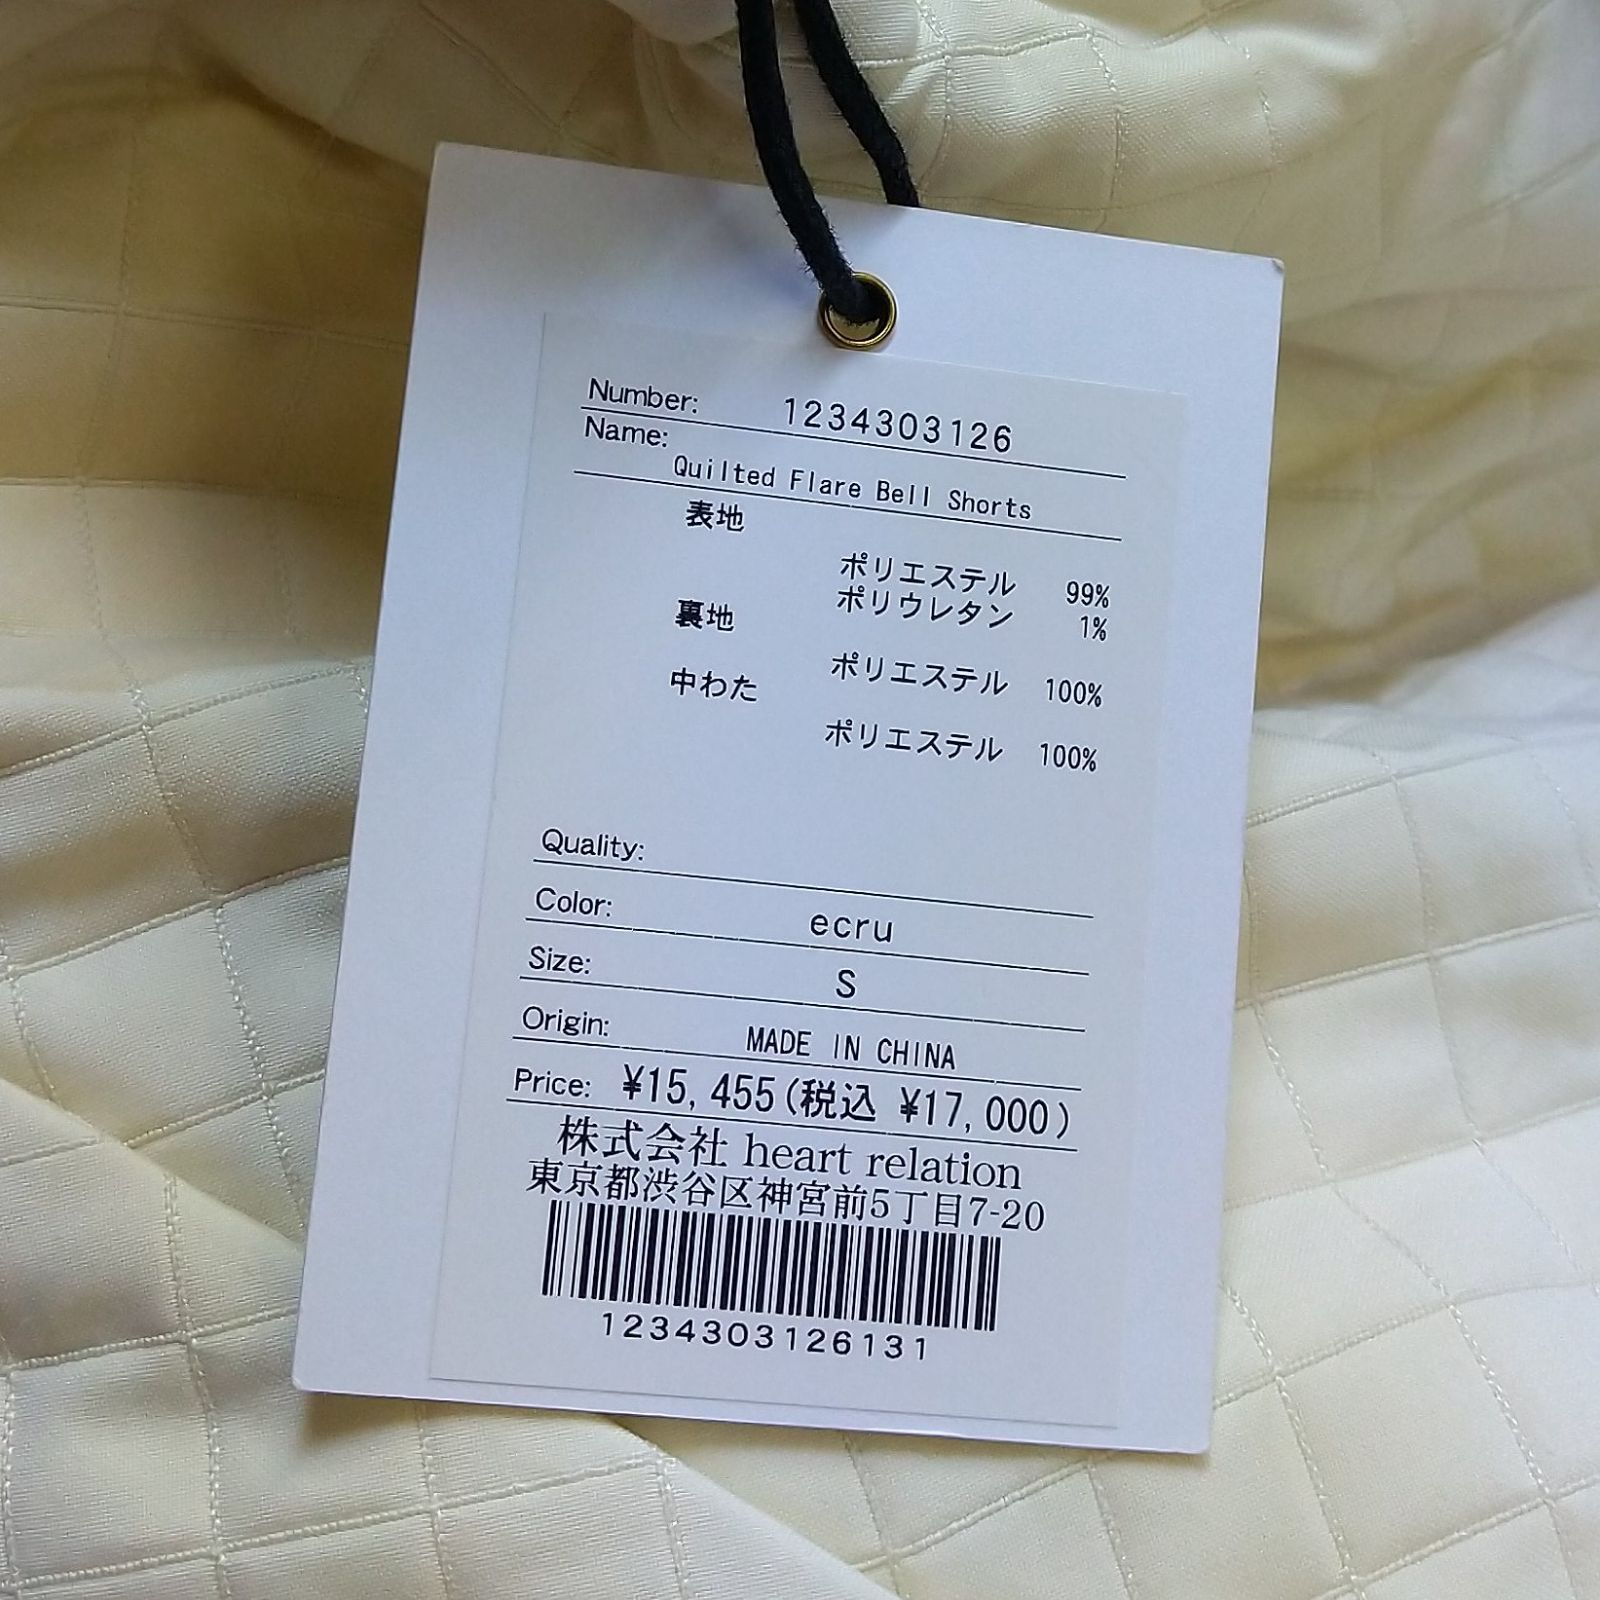 Number: 1234303126
Name:
Quilted Flare Bell Shorts
表地
ポリエステル 99%
ポリウレタン 1%
裏地
ポリエステル 100%
中わた
ポリエステル 100%
Quality:
Color: ecru
Size: S
Origin: MADE IN CHINA
Price: ¥15,455(税込 ¥17,000)
株式会社 heart relation
東京都渋谷区神宮前5丁目7-20
1234303126131